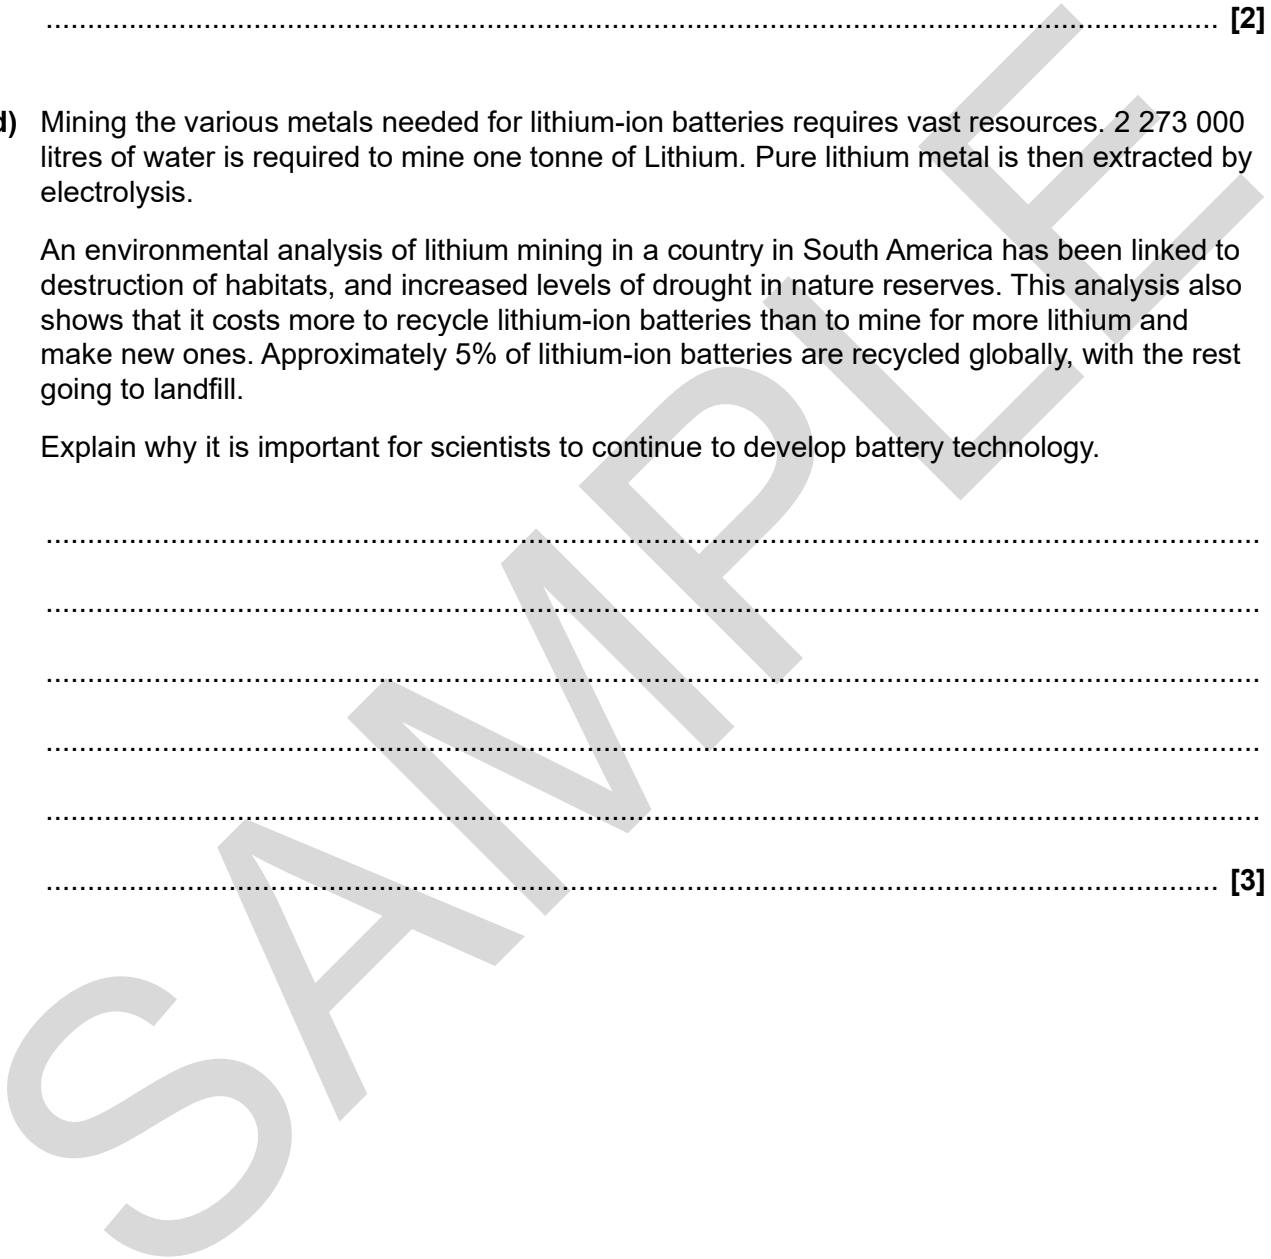 [2]
d) Mining the various metals needed for lithium-ion batteries requires vast resources. 2 273 000
litres of water is required to mine one tonne of Lithium. Pure lithium metal is then extracted by
electrolysis.
An environmental analysis of lithium mining in a country in South America has been linked to
destruction of habitats, and increased levels of drought in nature reserves. This analysis also
shows that it costs more to recycle lithium-ion batteries than to mine for more lithium and
make new ones. Approximately 5% of lithium-ion batteries are recycled globally, with the rest
going to landfill.
Explain why it is important for scientists to continue to develop battery technology.
[3]
SAMPLE